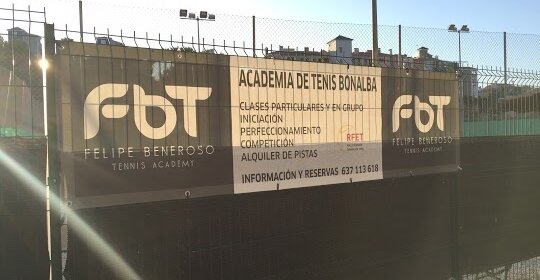 FbT
FELIPE BENEROSO
TENNIS ACADEMY
ACADEMIA DE TENIS BONALBA
CLASES PARTICULARES Y EN GRUPO
INICIACIÓN
PERFECCIONAMIENTO
COMPETICIÓN
ALQUILER DE PISTAS
RFET
INFORMACIÓN Y RESERVAS 637 113 618
FbT
FELIPE BENEROSO
TENNIS ACADEMY